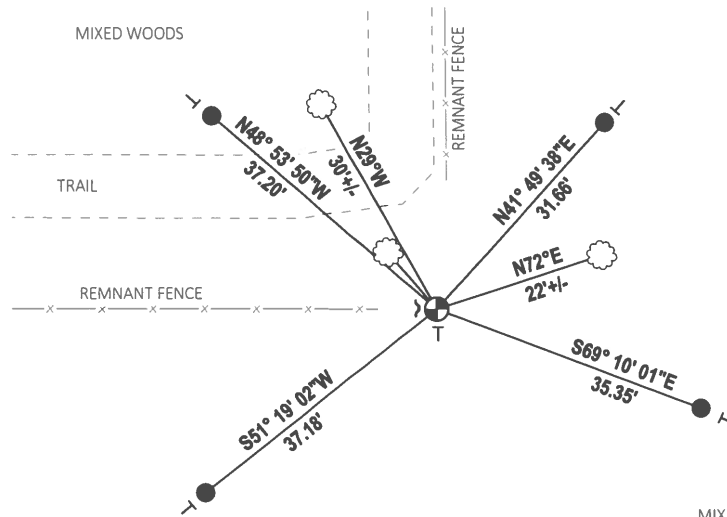 MIXED WOODS
REMNANT FENCE
T
T
N48° 53' 50"W
37.20'
N29°W
30'+/-
N41° 49' 38"E
31.66'
TRAIL
N72°E
22'+/-
REMNANT FENCE
T
S69° 10' 01"E
35.35'
T
S51° 19' 02"W
37.18'
T
MIX